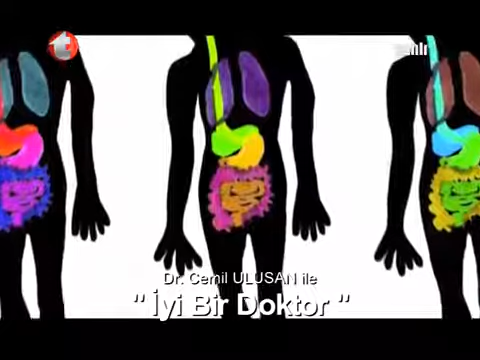 t
Dr. Cemil ULUSAN ile
" İyi Bir Doktor "